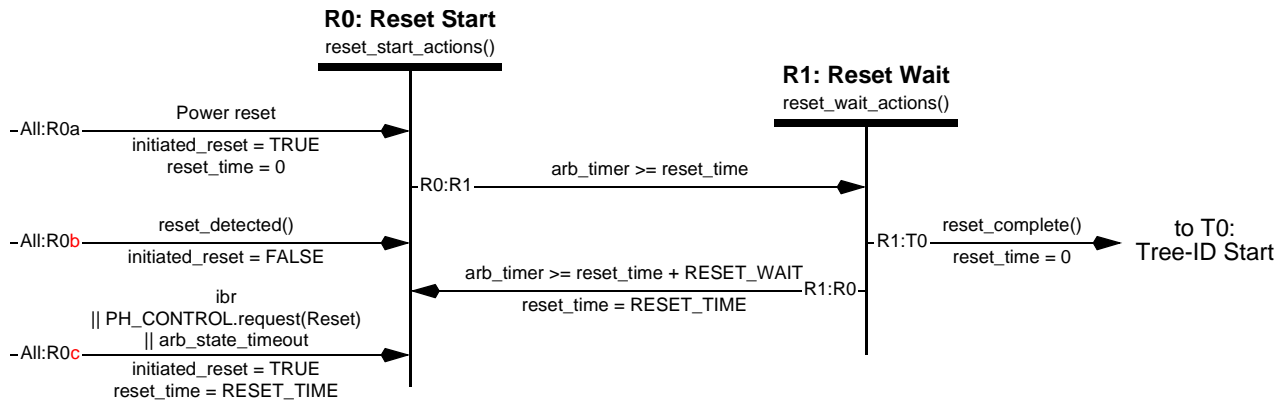 R0: Reset Start
reset_start_actions()
R1: Reset Wait
reset_wait_actions()
All:R0a
Power reset
initiated_reset = TRUE
reset_time = 0
R0:R1
arb_timer >= reset_time
All:R0b
reset_detected()
initiated_reset = FALSE
R1:T0
reset_complete()
reset_time = 0
to T0:
Tree-ID Start
arb_timer >= reset_time + RESET_WAIT
R1:R0
reset_time = RESET_TIME
ibr
|| PH_CONTROL.request(Reset)
|| arb_state_timeout
All:R0c
initiated_reset = TRUE
reset_time = RESET_TIME